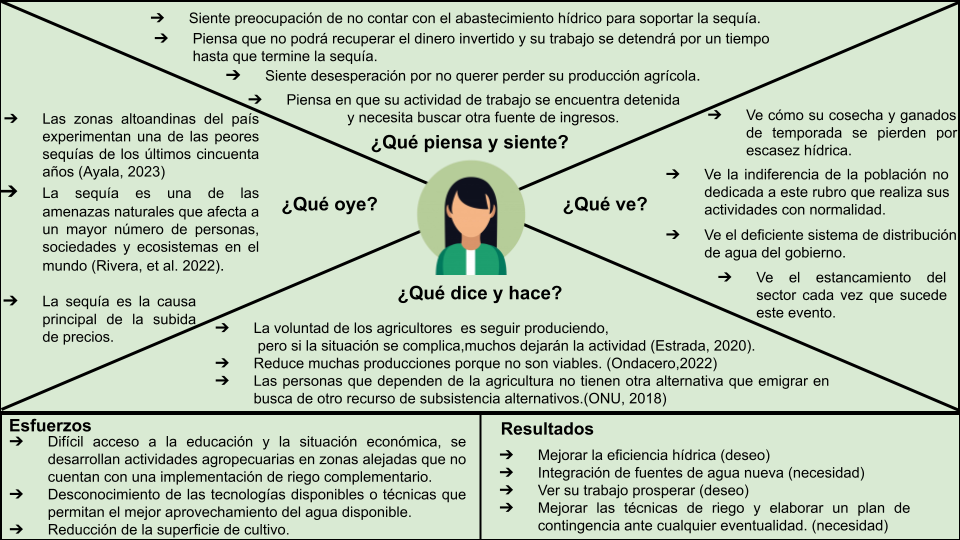 ➔ Siente preocupación de no contar con el abastecimiento hídrico para soportar la sequía.
➔ Piensa que no podrá recuperar el dinero invertido y su trabajo se detendrá por un tiempo
hasta que termine la sequía.
➔ Siente desesperación por no querer perder su producción agrícola.
➔ Piensa en que su actividad de trabajo se encuentra detenida
y necesita buscar otra fuente de ingresos.
¿Qué piensa y siente?
➔ Las zonas altoandinas del país
experimentan una de las peores
sequías de los últimos cincuenta
años (Ayala, 2023)
➔ La sequía es una de las
amenazas naturales que afecta a
un mayor número de personas,
sociedades y ecosistemas en el
mundo (Rivera, et al. 2022).
➔ La sequía es la causa
principal de la subida
de precios.
¿Qué oye?
¿Qué ve?
➔ Ve cómo su cosecha y ganados
de temporada se pierden por
escasez hídrica.
➔ Ve la indiferencia de la población no
dedicada a este rubro que realiza sus
actividades con normalidad.
➔ Ve el deficiente sistema de distribución
de agua del gobierno.
➔ Ve el estancamiento del
sector cada vez que sucede
este evento.
¿Qué dice y hace?
➔ La voluntad de los agricultores es seguir produciendo,
pero si la situación se complica,muchos dejarán la actividad (Estrada, 2020).
➔ Reduce muchas producciones porque no son viables. (Ondacero,2022)
➔ Las personas que dependen de la agricultura no tienen otra alternativa que emigrar en
busca de otro recurso de subsistencia alternativos.(ONU, 2018)
Esfuerzos
➔ Difícil acceso a la educación y la situación económica, se
desarrollan actividades agropecuarias en zonas alejadas que no
cuentan con una implementación de riego complementario.
➔ Desconocimiento de las tecnologías disponibles o técnicas que
permitan el mejor aprovechamiento del agua disponible.
➔ Reducción de la superficie de cultivo.
Resultados
➔ Mejorar la eficiencia hídrica (deseo)
➔ Integración de fuentes de agua nueva (necesidad)
➔ Ver su trabajo prosperar (deseo)
➔ Mejorar las técnicas de riego y elaborar un plan de
contingencia ante cualquier eventualidad. (necesidad)